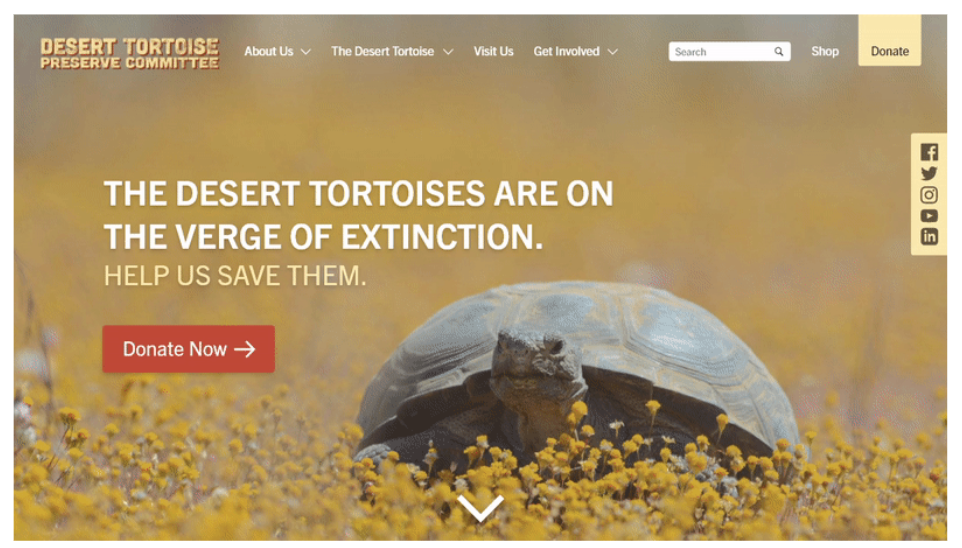 DESERT TORTOISE
PRESERVE COMMITTEE
About Us
The Desert Tortoise
Visit Us
Get Involved
Search
Shop
Donate
THE DESERT TORTOISES ARE ON
THE VERGE OF EXTINCTION.
HELP US SAVE THEM.
Donate Now →